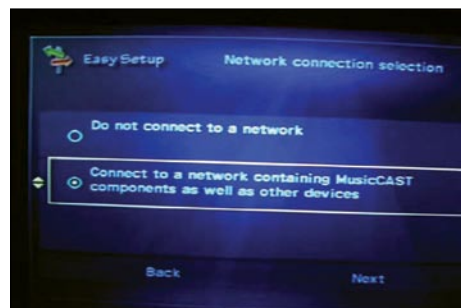 Easy Setup
Network connection selection
Do not connect to a network
Connect to a network containing MusicCAST
components as well as other devices
Back
Next